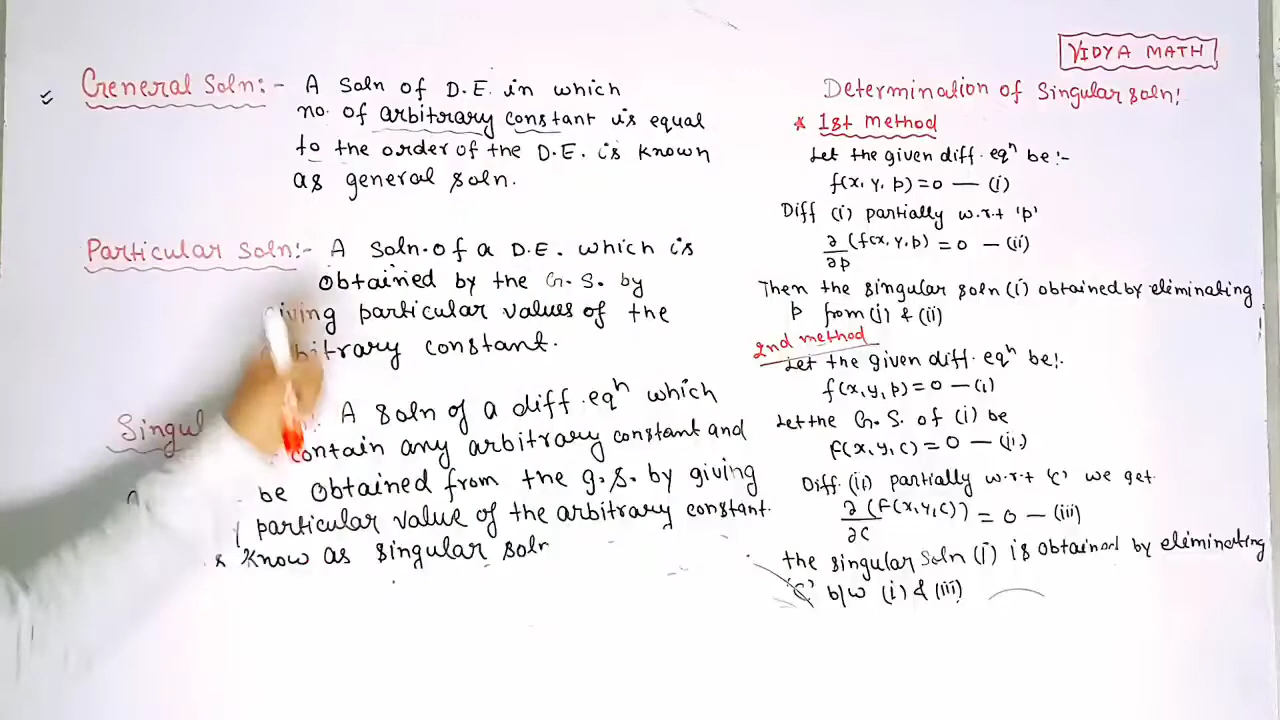 VIDYA MATH
General Soln:- A Soln of D.E. in which
no. of arbitrary constant is equal
to the order of the D.E. is known
as general soln.
Particular Soln:- A Soln. of a D.E. which is
obtained by the G.S. by
giving particular values of the
arbitrary constant.
A soln of a diff. eqⁿ which
contain any arbitrary constant and
be obtained from the g.s. by giving
particular value of the arbitrary constant.
know as singular soln
Determination of Singular soln!
* 1st method
Let the given diff. eqⁿ be:-
f(x, y, p) = 0 — (i)
Diff (i) partially w.r.t 'p'
∂/∂p (f(x, y, p)) = 0 — (ii)
Then the singular soln (i) obtained by eliminating
p from (i) & (ii)
2nd method
Let the given diff. eqⁿ be!.
f(x, y, p) = 0 — (i)
Let the G.S. of (i) be
F(x, y, c) = 0 — (ii)
Diff. (ii) partially w.r.t 'c' we get.
∂/∂c (F(x, y, c)) = 0 — (iii)
the singular soln (i) is obtained by eliminating
'c' b/w (i) & (iii)